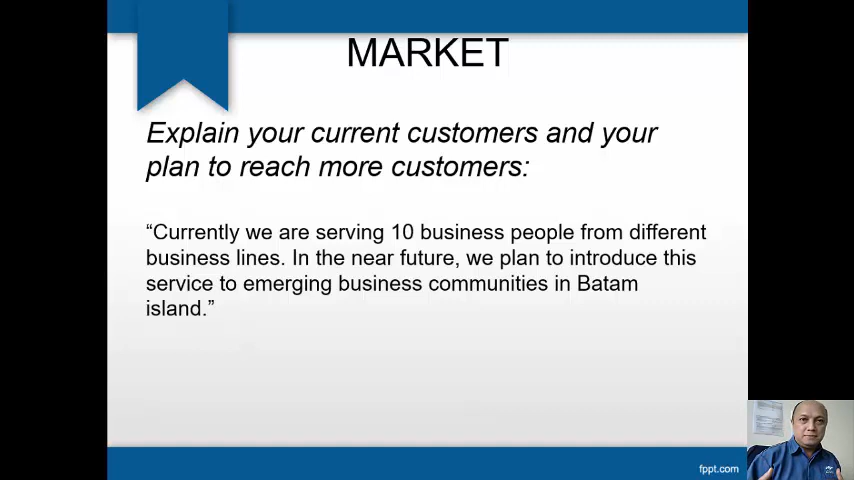 MARKET
Explain your current customers and your
plan to reach more customers:
“Currently we are serving 10 business people from different
business lines. In the near future, we plan to introduce this
service to emerging business communities in Batam
island.”
fppt.com